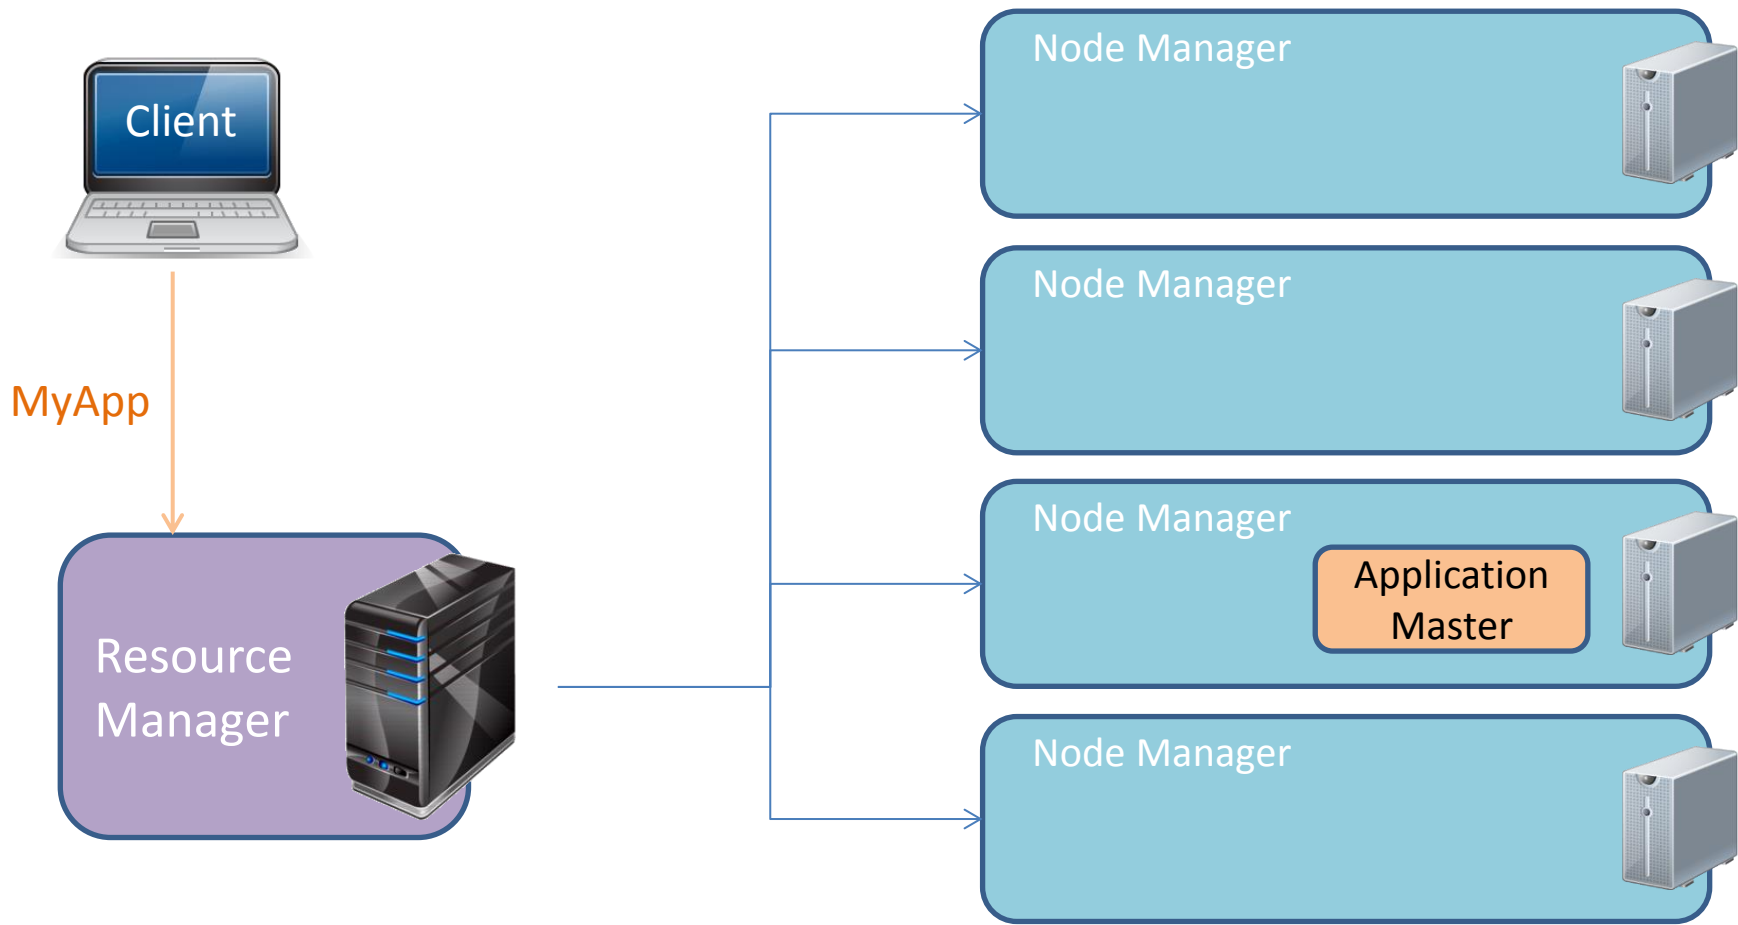 Client
MyApp
Resource
Manager
Node Manager
Node Manager
Node Manager
Application
Master
Node Manager